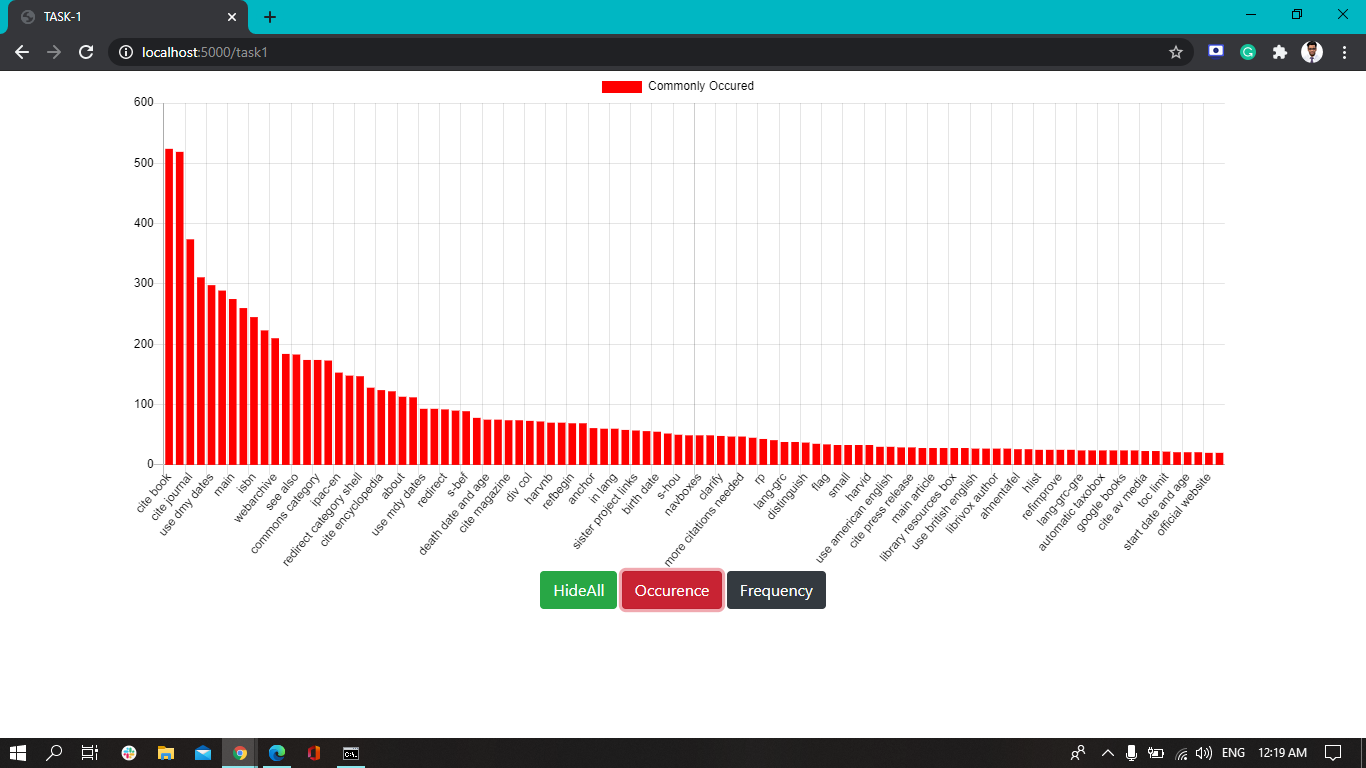 TASK-1
localhost:5000/task1
Commonly Occured
600
500
400
300
200
100
0
cite book
cite journal
use dmy dates
main
isbn
webarchive
see also
commons category
ipac-en
redirect category shell
cite encyclopedia
about
use mdy dates
redirect
s-bef
death date and age
cite magazine
div col
harvnb
refbegin
anchor
in lang
sister project links
birth date
s-hou
navboxes
clarify
more citations needed
rp
lang-grc
distinguish
flag
small
harvid
use american english
cite press release
main article
library resources box
use british english
librivox author
ahnentafel
hlist
refimprove
lang-grc-gre
automatic taxobox
google books
cite av media
toc limit
start date and age
official website
HideAll Occurence Frequency
ENG 12:19 AM